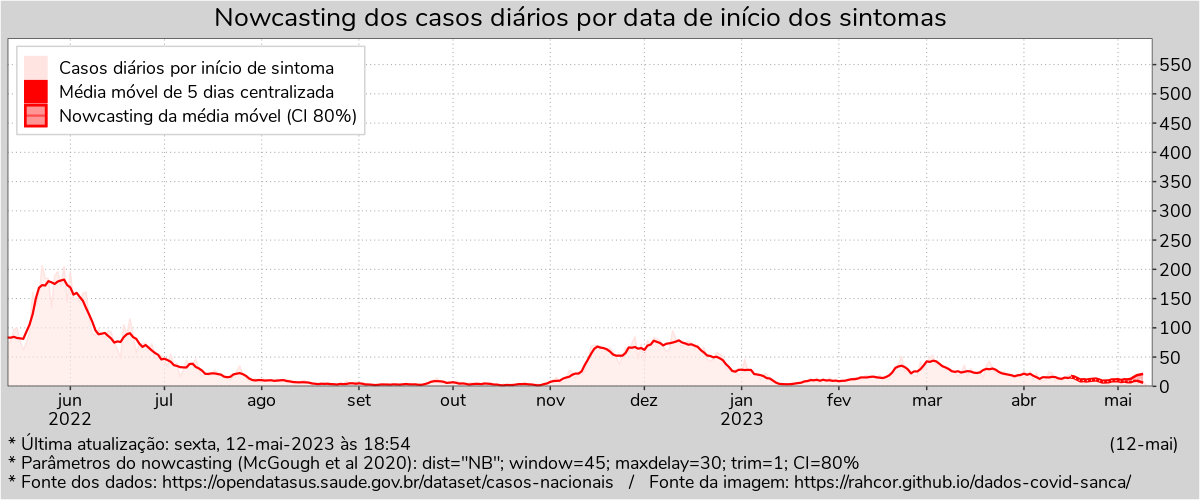 Nowcasting dos casos diários por data de início dos sintomas
Casos diários por início de sintoma
Média móvel de 5 dias centralizada
Nowcasting da média móvel (CI 80%)
550
500
450
400
350
300
250
200
150
100
50
0
jun jul ago set out nov dez jan fev mar abr mai
2022 2023
* Última atualização: sexta, 12-mai-2023 às 18:54 (12-mai)
* Parâmetros do nowcasting (McGough et al 2020): dist="NB"; window=45; maxdelay=30; trim=1; CI=80%
* Fonte dos dados: https://opendatasus.saude.gov.br/dataset/casos-nacionais / Fonte da imagem: https://rahcor.github.io/dados-covid-sanca/